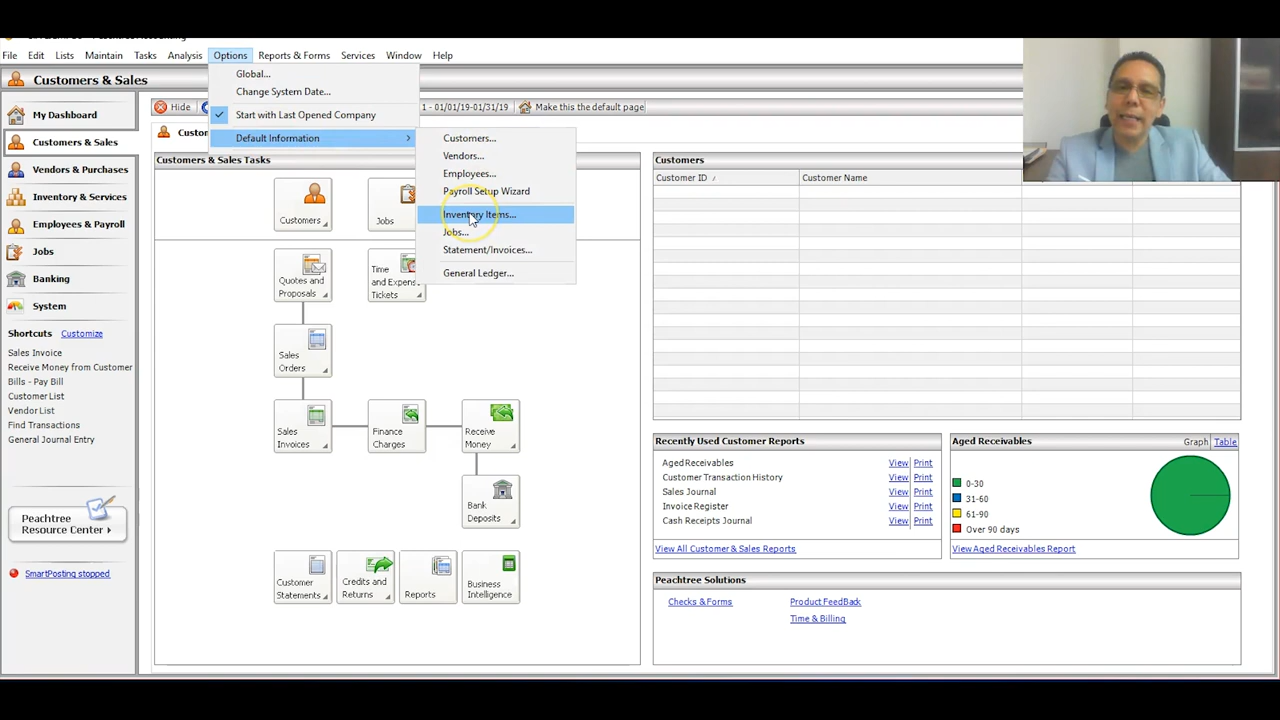 File Edit Lists Maintain Tasks Analysis Options Reports & Forms Services Window Help
Customers & Sales
Global...
Change System Date...
Start with Last Opened Company
Default Information
Customers...
Vendors...
Employees...
Payroll Setup Wizard
Inventory Items...
Jobs...
Statement/Invoices...
General Ledger...
Hide
1 - 01/01/19-01/31/19
Make this the default page
My Dashboard
Customers & Sales
Vendors & Purchases
Inventory & Services
Employees & Payroll
Jobs
Banking
System
Shortcuts Customize
Sales Invoice
Receive Money from Customer
Bills - Pay Bill
Vendor List
Customer List
Find Transactions
General Journal Entry
Peachtree
Resource Center
SmartPosting stopped
Customers & Sales Tasks
Customers
Jobs
Quotes and
Proposals
Time
and Expens
Tickets
Sales
Orders
Sales
Invoices
Finance
Charges
Receive
Money
Bank
Deposits
Customer
Statements
Credits and
Returns
Reports
Business
Intelligence
Customers
Customer ID / Customer Name
Recently Used Customer Reports
Aged Receivables View Print
Customer Transaction History View Print
Sales Journal View Print
Invoice Register View Print
Cash Receipts Journal View Print
View All Customer & Sales Reports
Aged Receivables Graph Table
0-30
31-60
61-90
Over 90 days
View Aged Receivables Report
Peachtree Solutions
Checks & Forms Product FeedBack
Time & Billing